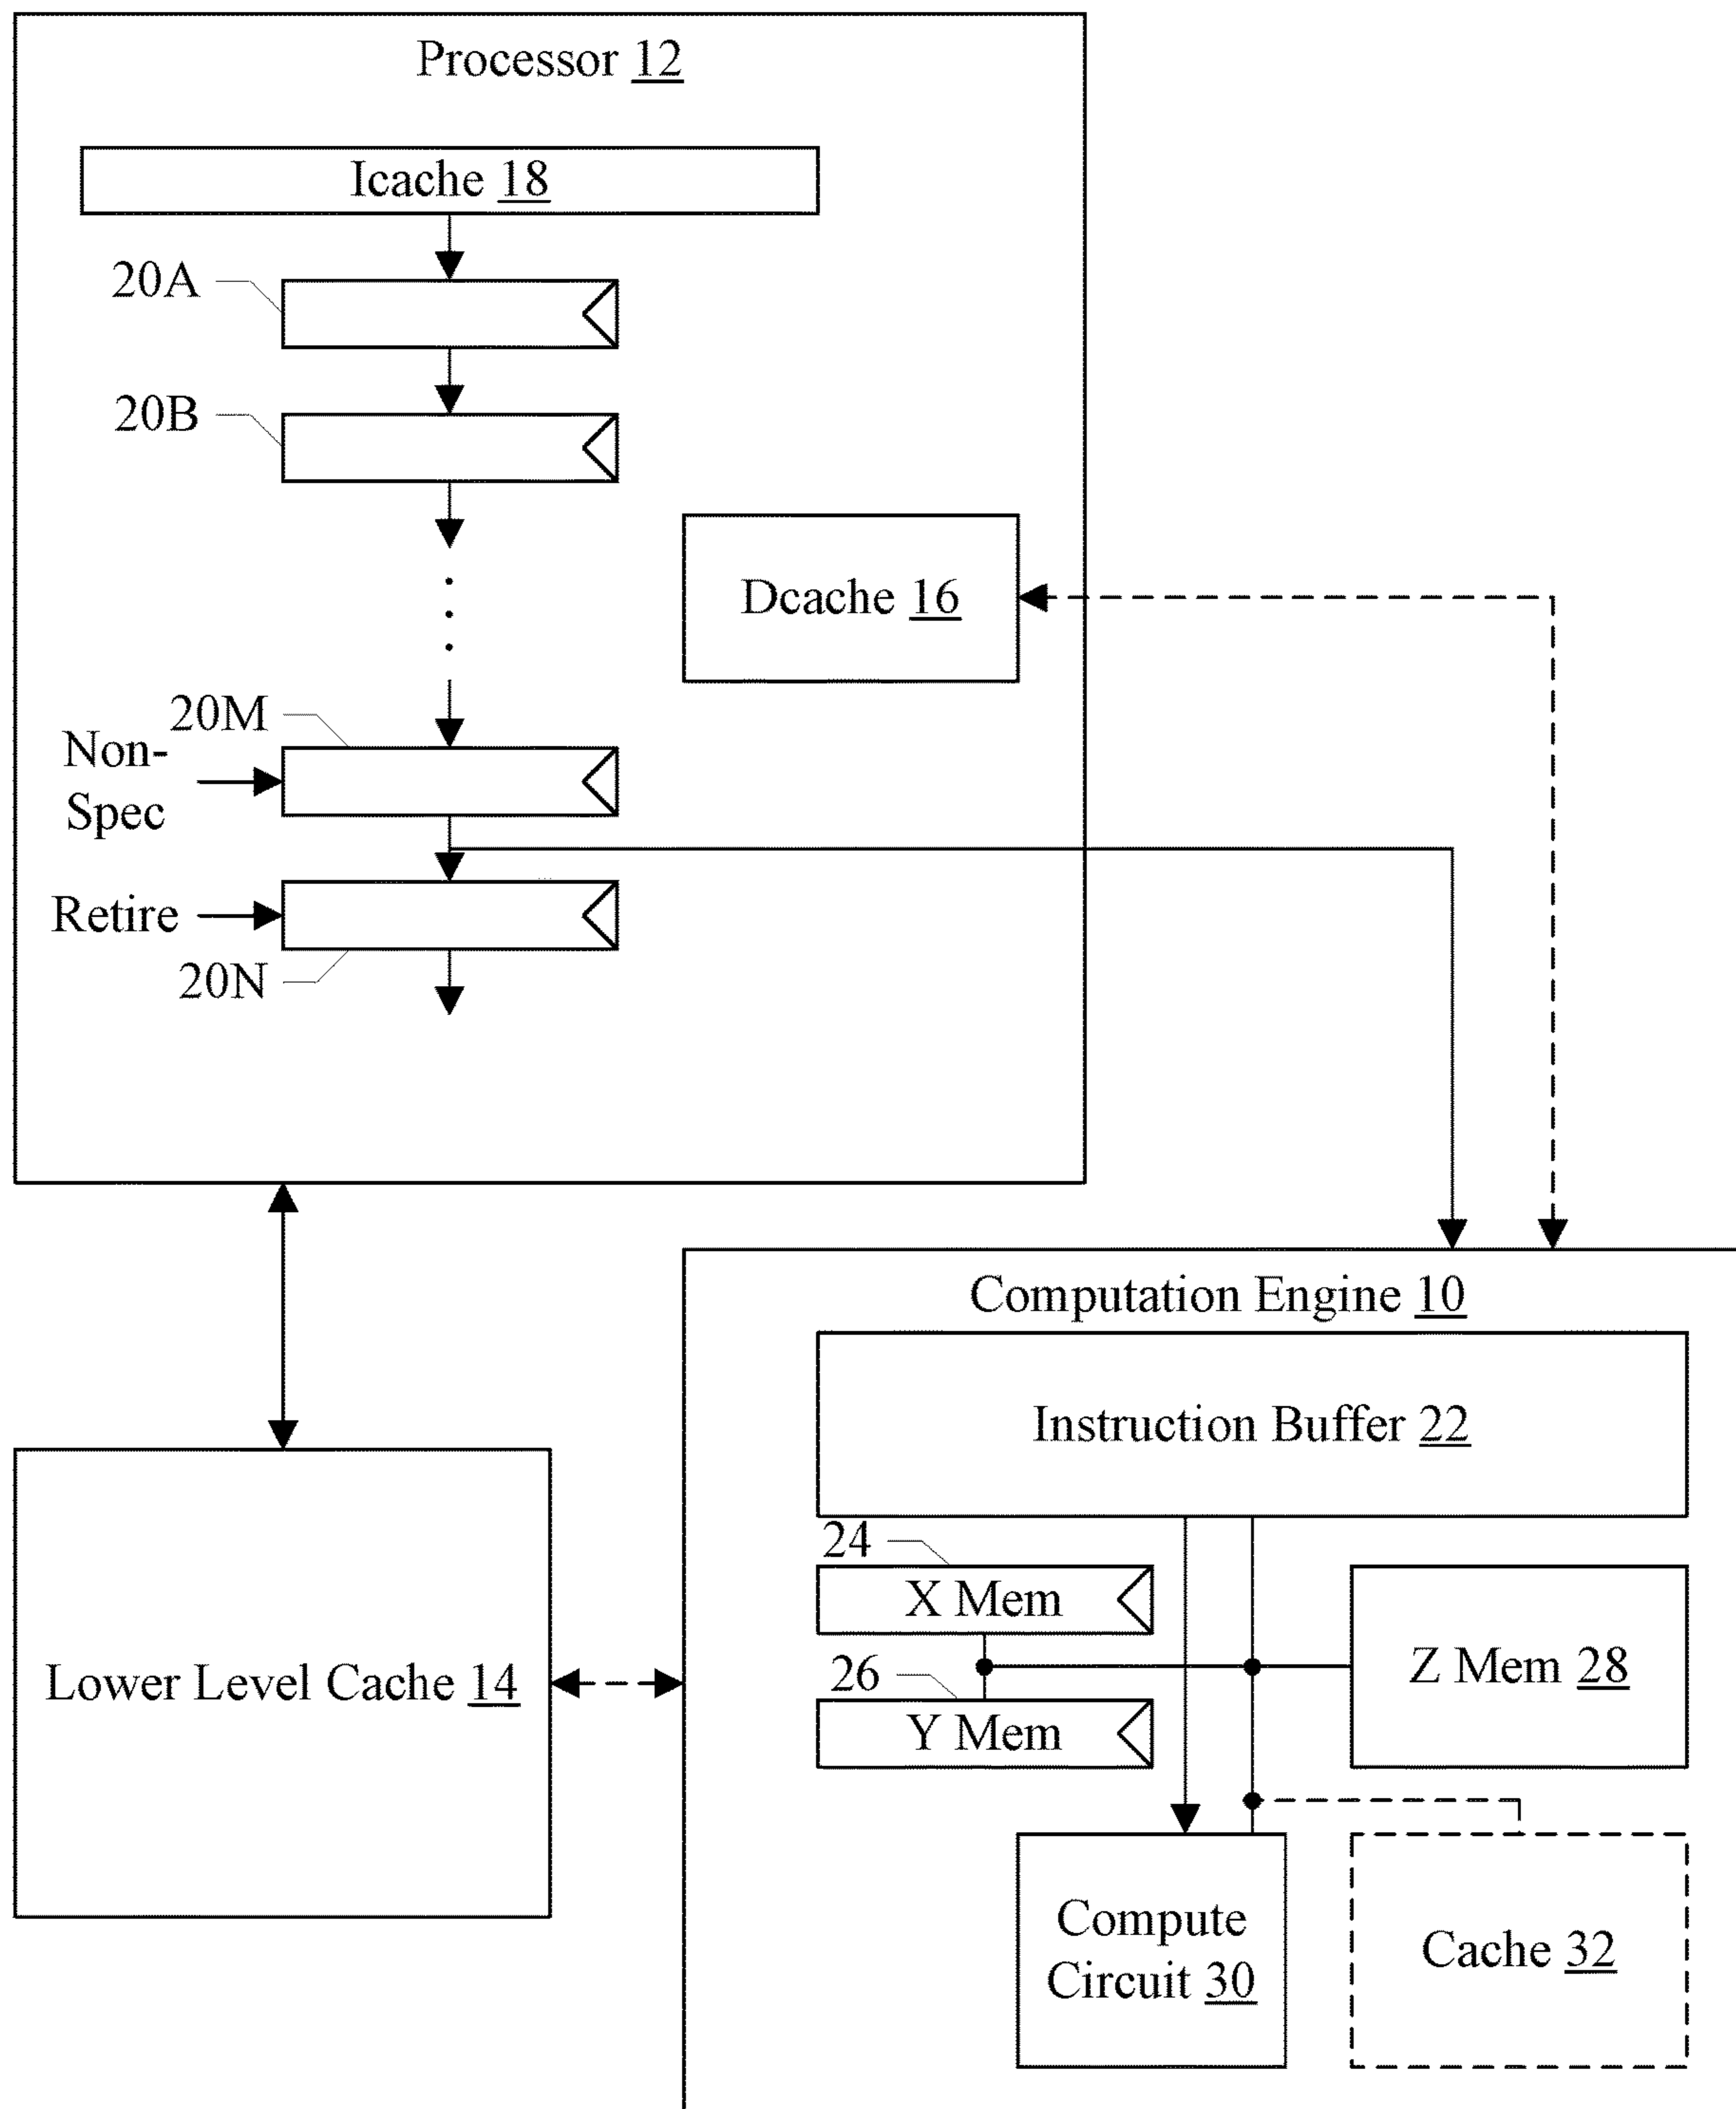 Processor 12
Icache 18
20A
20B
Dcache 16
20M
Non-
Spec
Retire
20N
Computation Engine 10
Instruction Buffer 22
24
X Mem
Lower Level Cache 14
26
Y Mem
Z Mem 28
Compute
Circuit 30
Cache 32